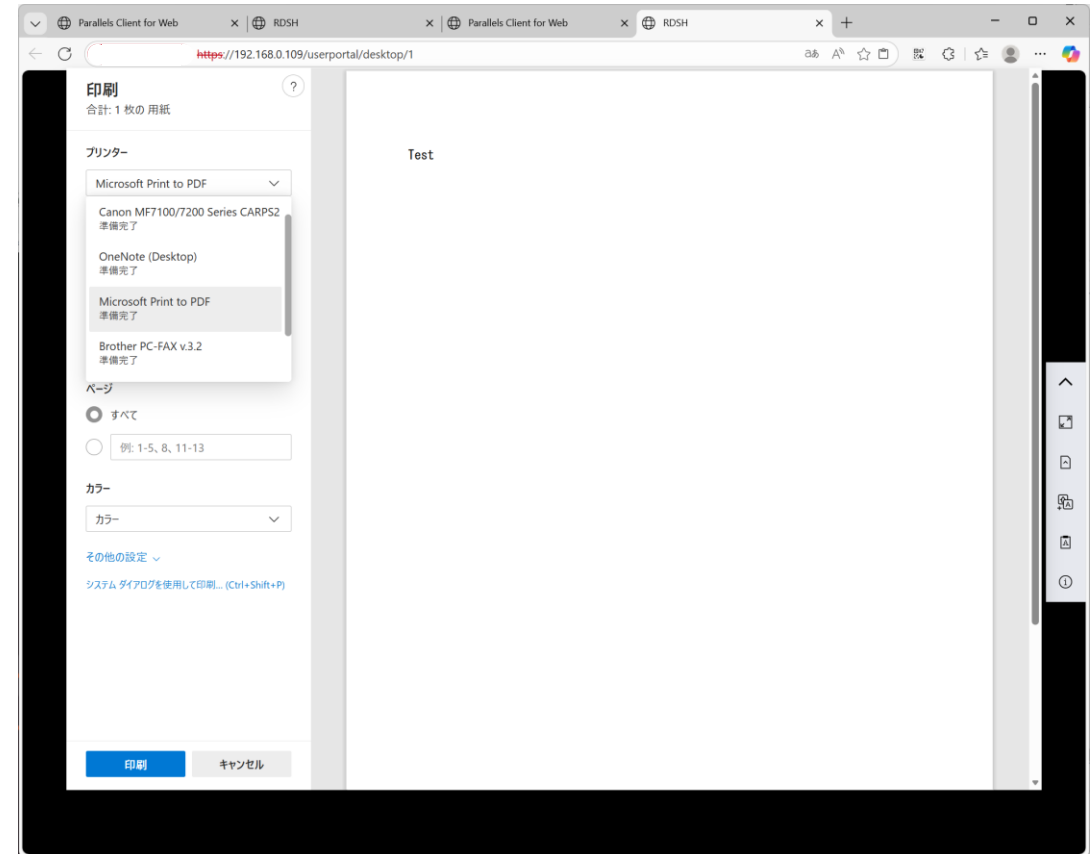 Parallels Client for Web
RDSH
Parallels Client for Web
RDSH
https://192.168.0.109/userportal/desktop/1
印刷
?
合計: 1 枚の 用紙
プリンター
Microsoft Print to PDF
Canon MF7100/7200 Series CARPS2
準備完了
OneNote (Desktop)
準備完了
Microsoft Print to PDF
準備完了
Brother PC-FAX v.3.2
準備完了
ページ
すべて
例: 1-5、8、11-13
カラー
カラー
その他の設定
システム ダイアログを使用して印刷... (Ctrl+Shift+P)
印刷
キャンセル
Test